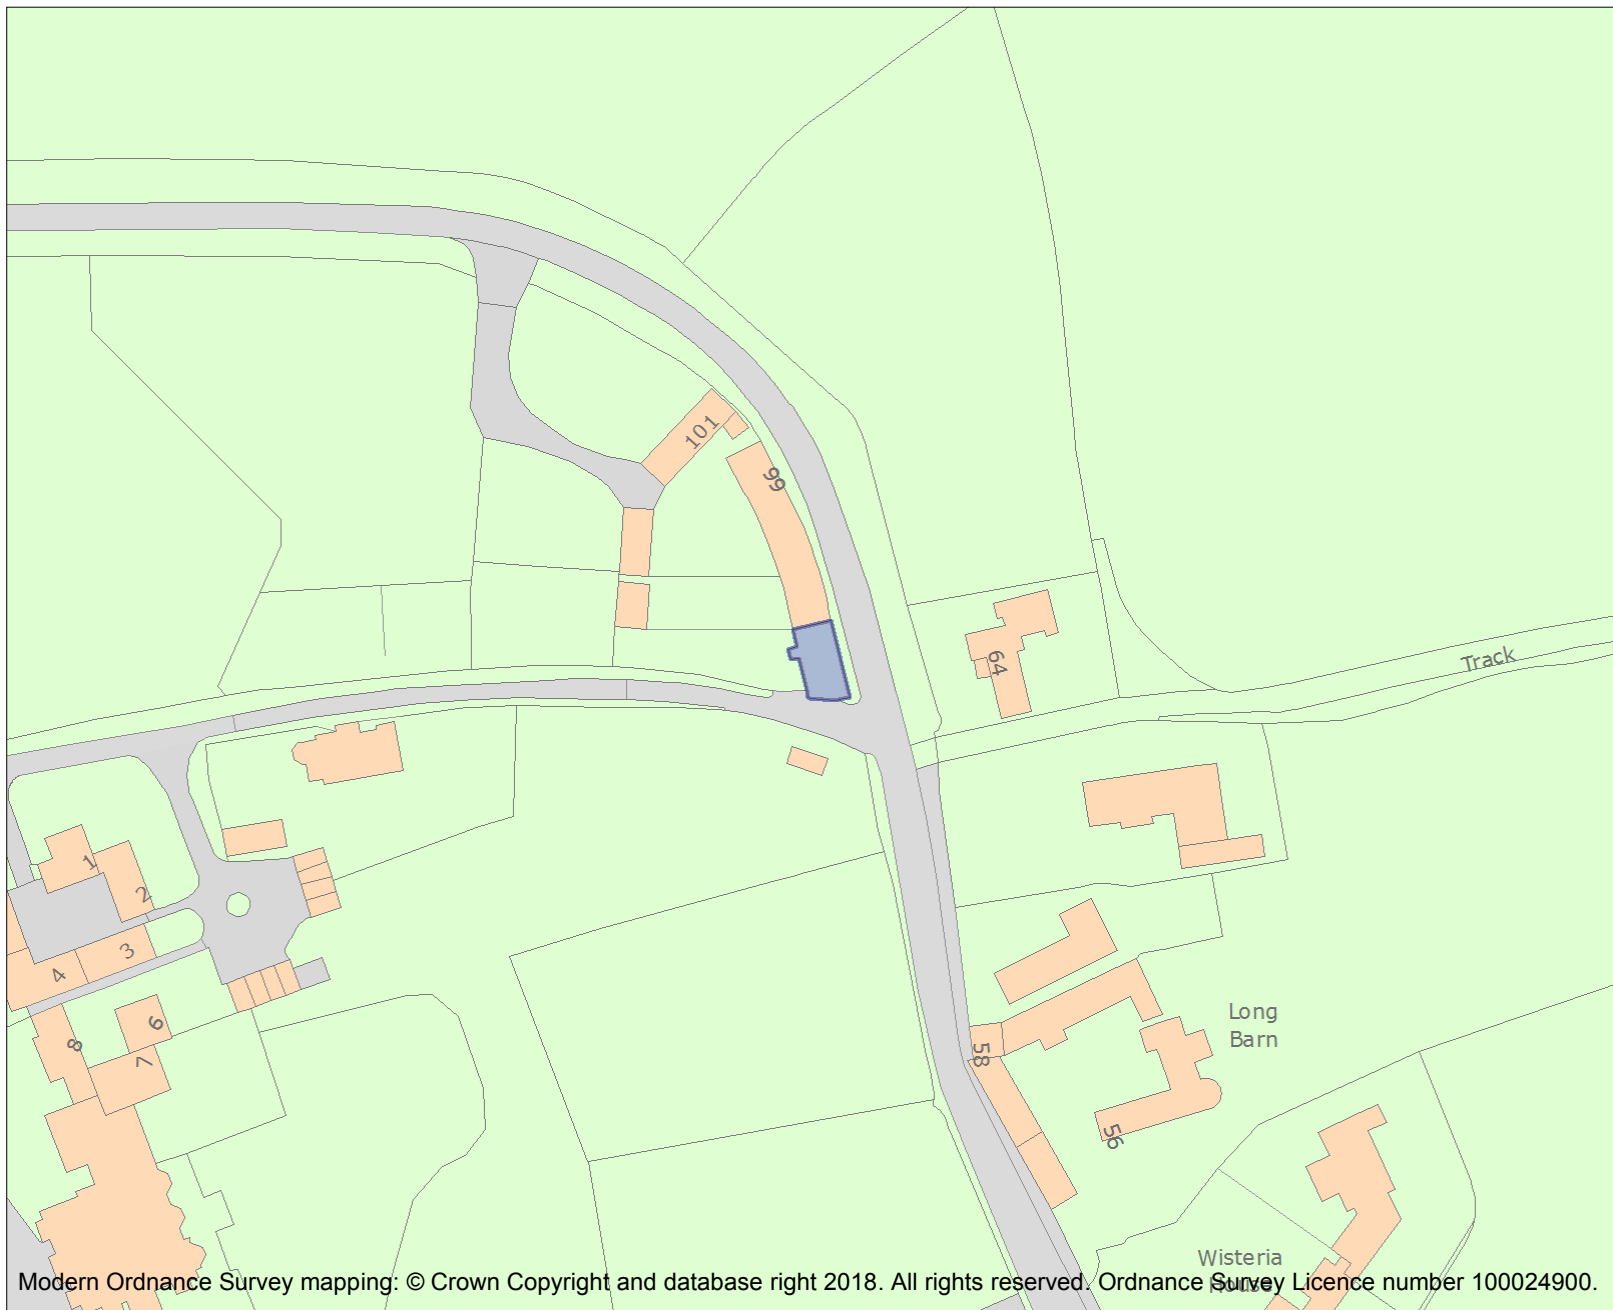 101
99
64
Track
1
2
3
4
6
8
7
58
Long
Barn
56
Wisteria
House
Modern Ordnance Survey mapping: © Crown Copyright and database right 2018. All rights reserved. Ordnance Survey Licence number 100024900.